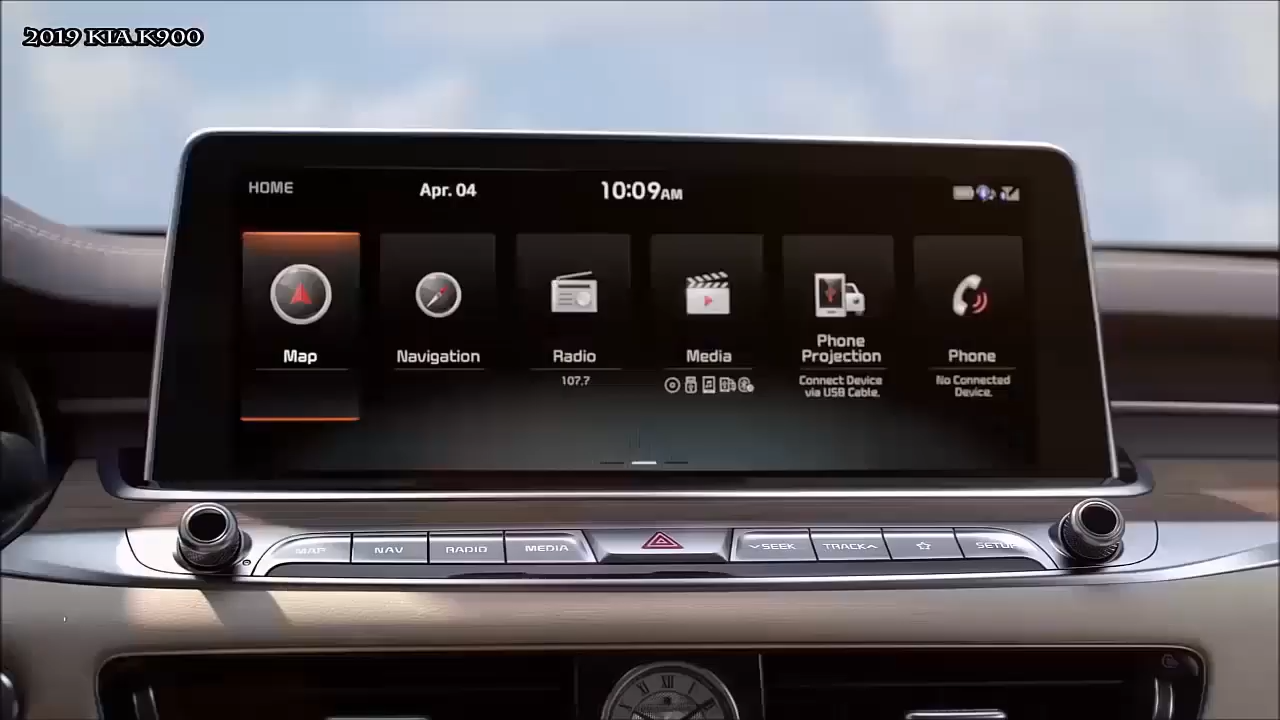 2019 KIA K900
HOME
Apr. 04
10:09AM
Map
Navigation
Radio
107.7
Media
Phone
Projection
Connect Device
via USB Cable.
Phone
No Connected
Device.
MAP
NAV
RADIO
MEDIA
SEEK
TRACK
SETUP
XII